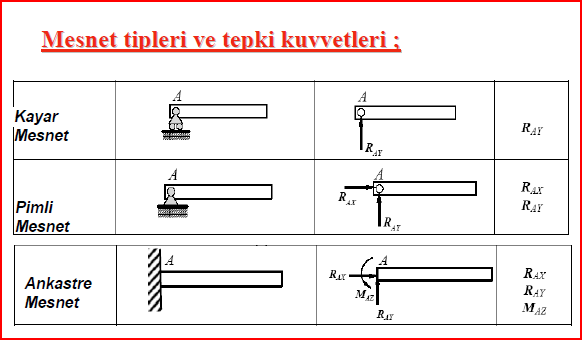 Mesnet tipleri ve tepki kuvvetleri ;
Kayar
Mesnet
A
A
R_AY
R_AY
Pimli
Mesnet
A
A
R_AX
R_AY
R_AX
R_AY
Ankastre
Mesnet
A
A
R_AX
M_AZ
R_AY
R_AX
R_AY
M_AZ